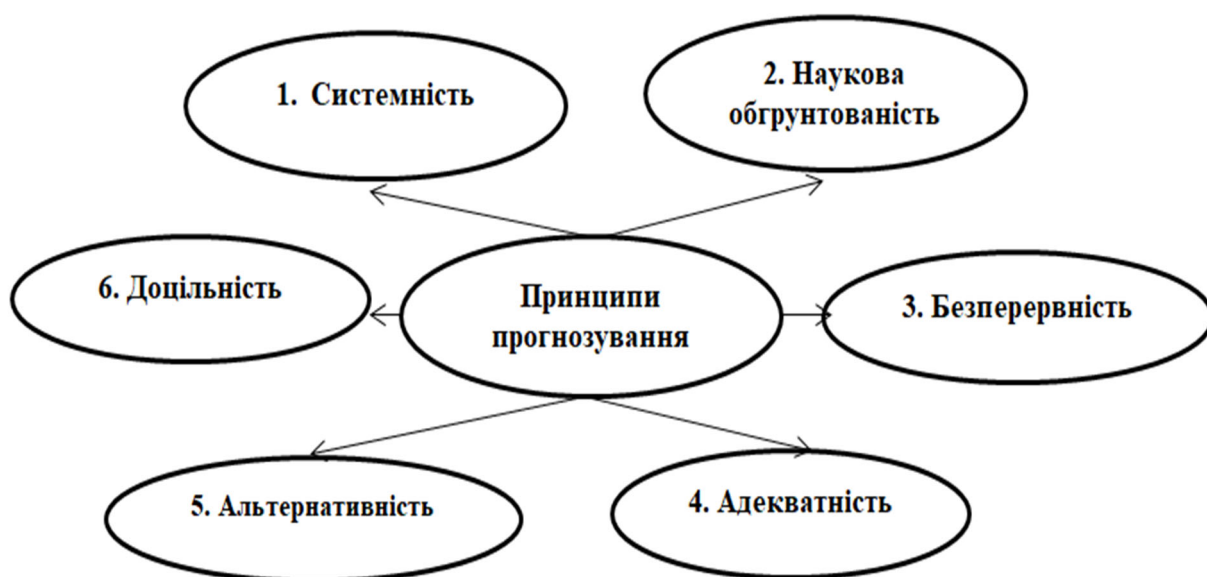 1. Системність
2. Наукова
обгрунтованість
6. Доцільність
Принципи
прогнозування
3. Безперервність
5. Альтернативність
4. Адекватність